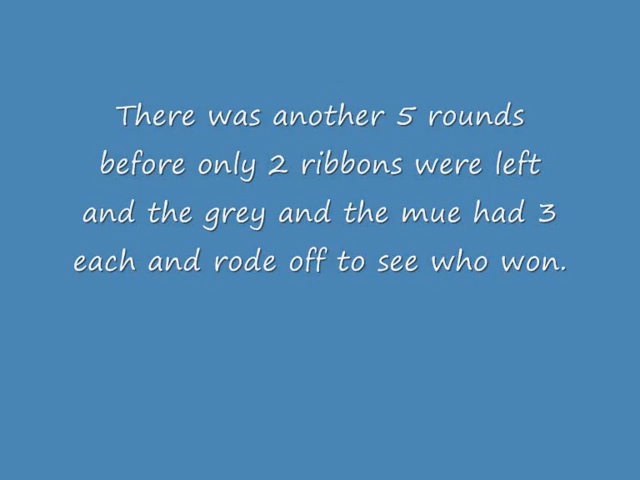 There was another 5 rounds
before only 2 ribbons were left
and the grey and the mue had 3
each and rode off to see who won.